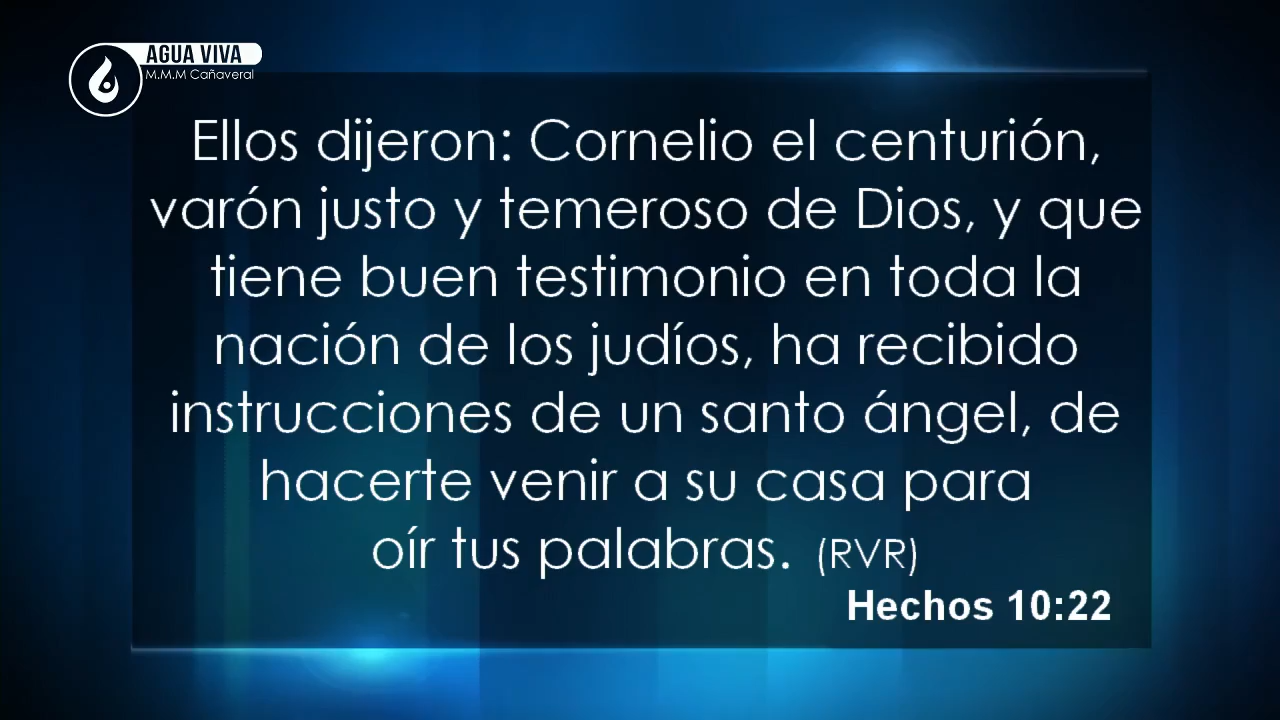 AGUA VIVA
M.M.M Cañaveral
Ellos dijeron: Cornelio el centurión,
varón justo y temeroso de Dios, y que
tiene buen testimonio en toda la
nación de los judíos, ha recibido
instrucciones de un santo ángel, de
hacerte venir a su casa para
oír tus palabras. (RVR)
Hechos 10:22